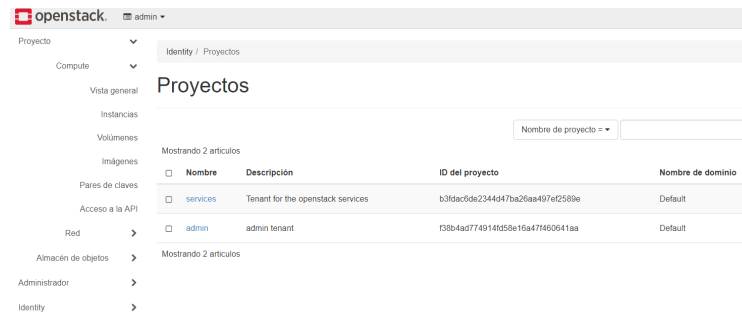 openstack. admin
Proyecto
Compute
Vista general
Instancias
Volúmenes
Imágenes
Pares de claves
Acceso a la API
Red
Almacén de objetos
Administrador
Identity
Identity / Proyectos
Proyectos
Nombre de proyecto =
Mostrando 2 articulos
Nombre Descripción ID del proyecto Nombre de dominio
services Tenant for the openstack services b3fdac6de2344d47ba26aa497ef2589e Default
admin admin tenant f38b4ad774914fd58e16a47f460641aa Default
Mostrando 2 articulos